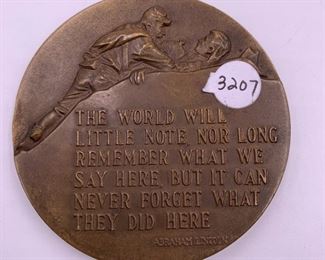 3207
THE WORLD WILL
LITTLE NOTE, NOR LONG
REMEMBER WHAT WE
SAY HERE, BUT IT CAN
NEVER FORGET WHAT
THEY DID HERE
ABRAHAM LINCOLN